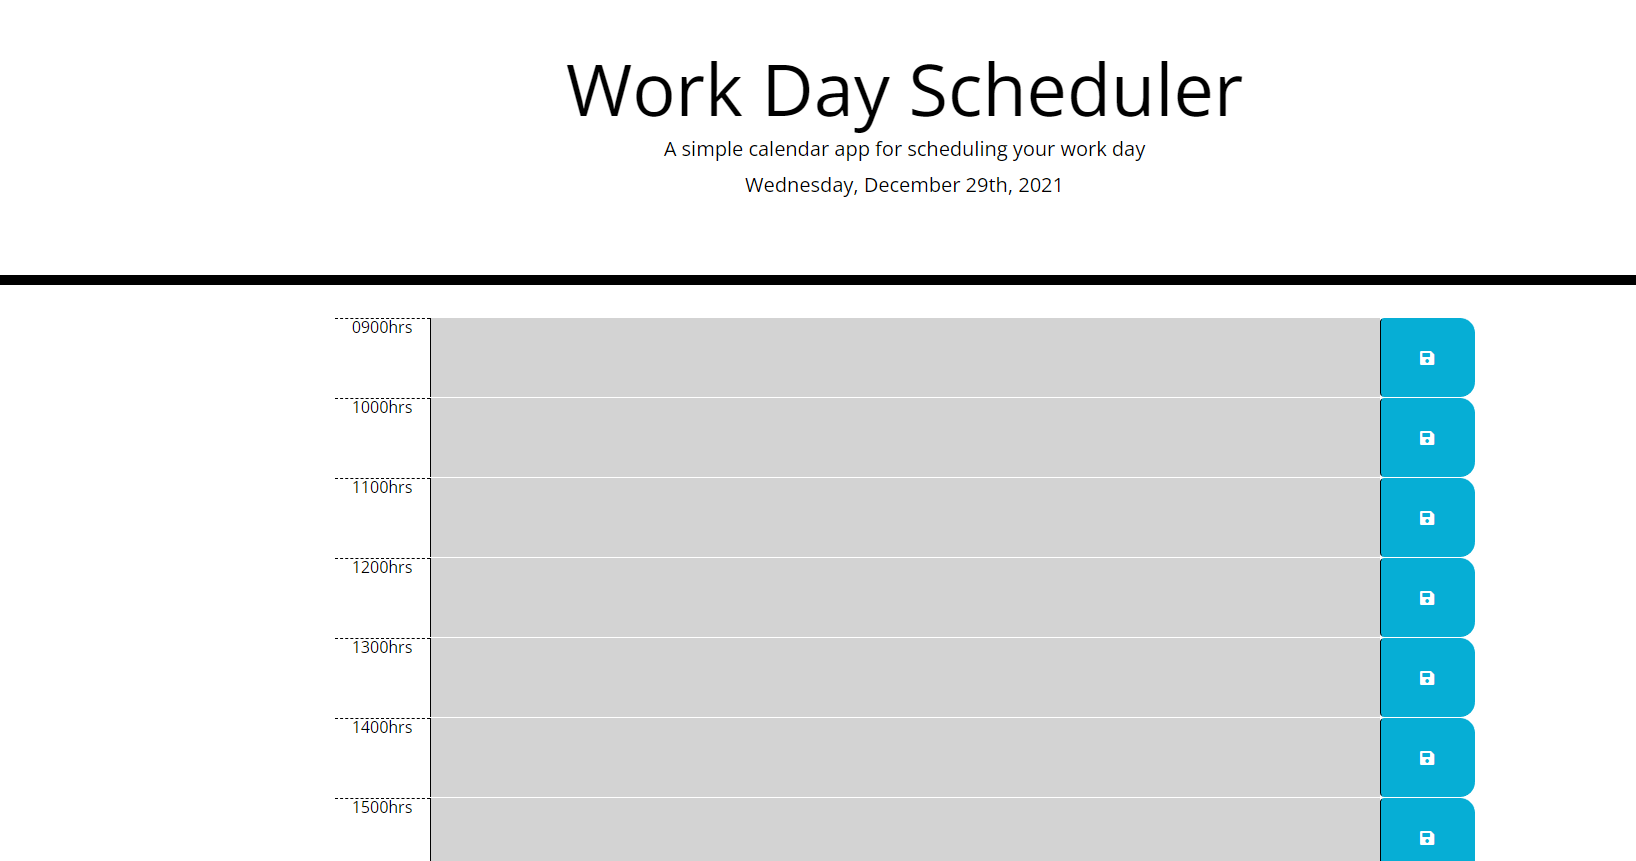 Work Day Scheduler
A simple calendar app for scheduling your work day
Wednesday, December 29th, 2021
0900hrs
1000hrs
1100hrs
1200hrs
1300hrs
1400hrs
1500hrs